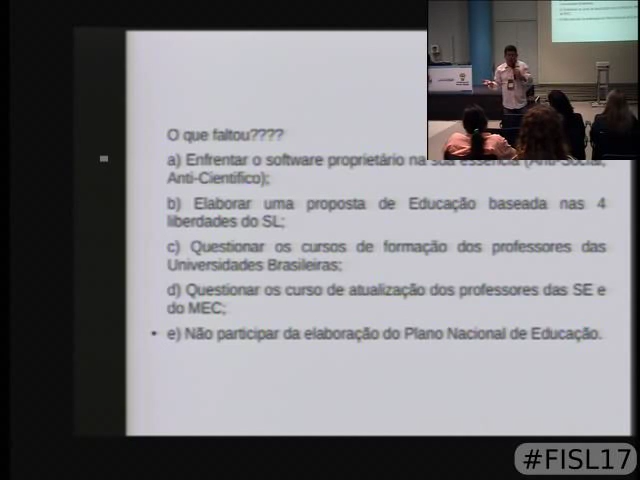 O que faltou????
a) Enfrentar o software proprietário na sua essência (Anti-Social,
Anti-Científico);
b) Elaborar uma proposta de Educação baseada nas 4
liberdades do SL;
c) Questionar os cursos de formação dos professores das
Universidades Brasileiras;
d) Questionar os curso de atualização dos professores das SE e
do MEC;
• e) Não participar da elaboração do Plano Nacional de Educação.
#FISL17